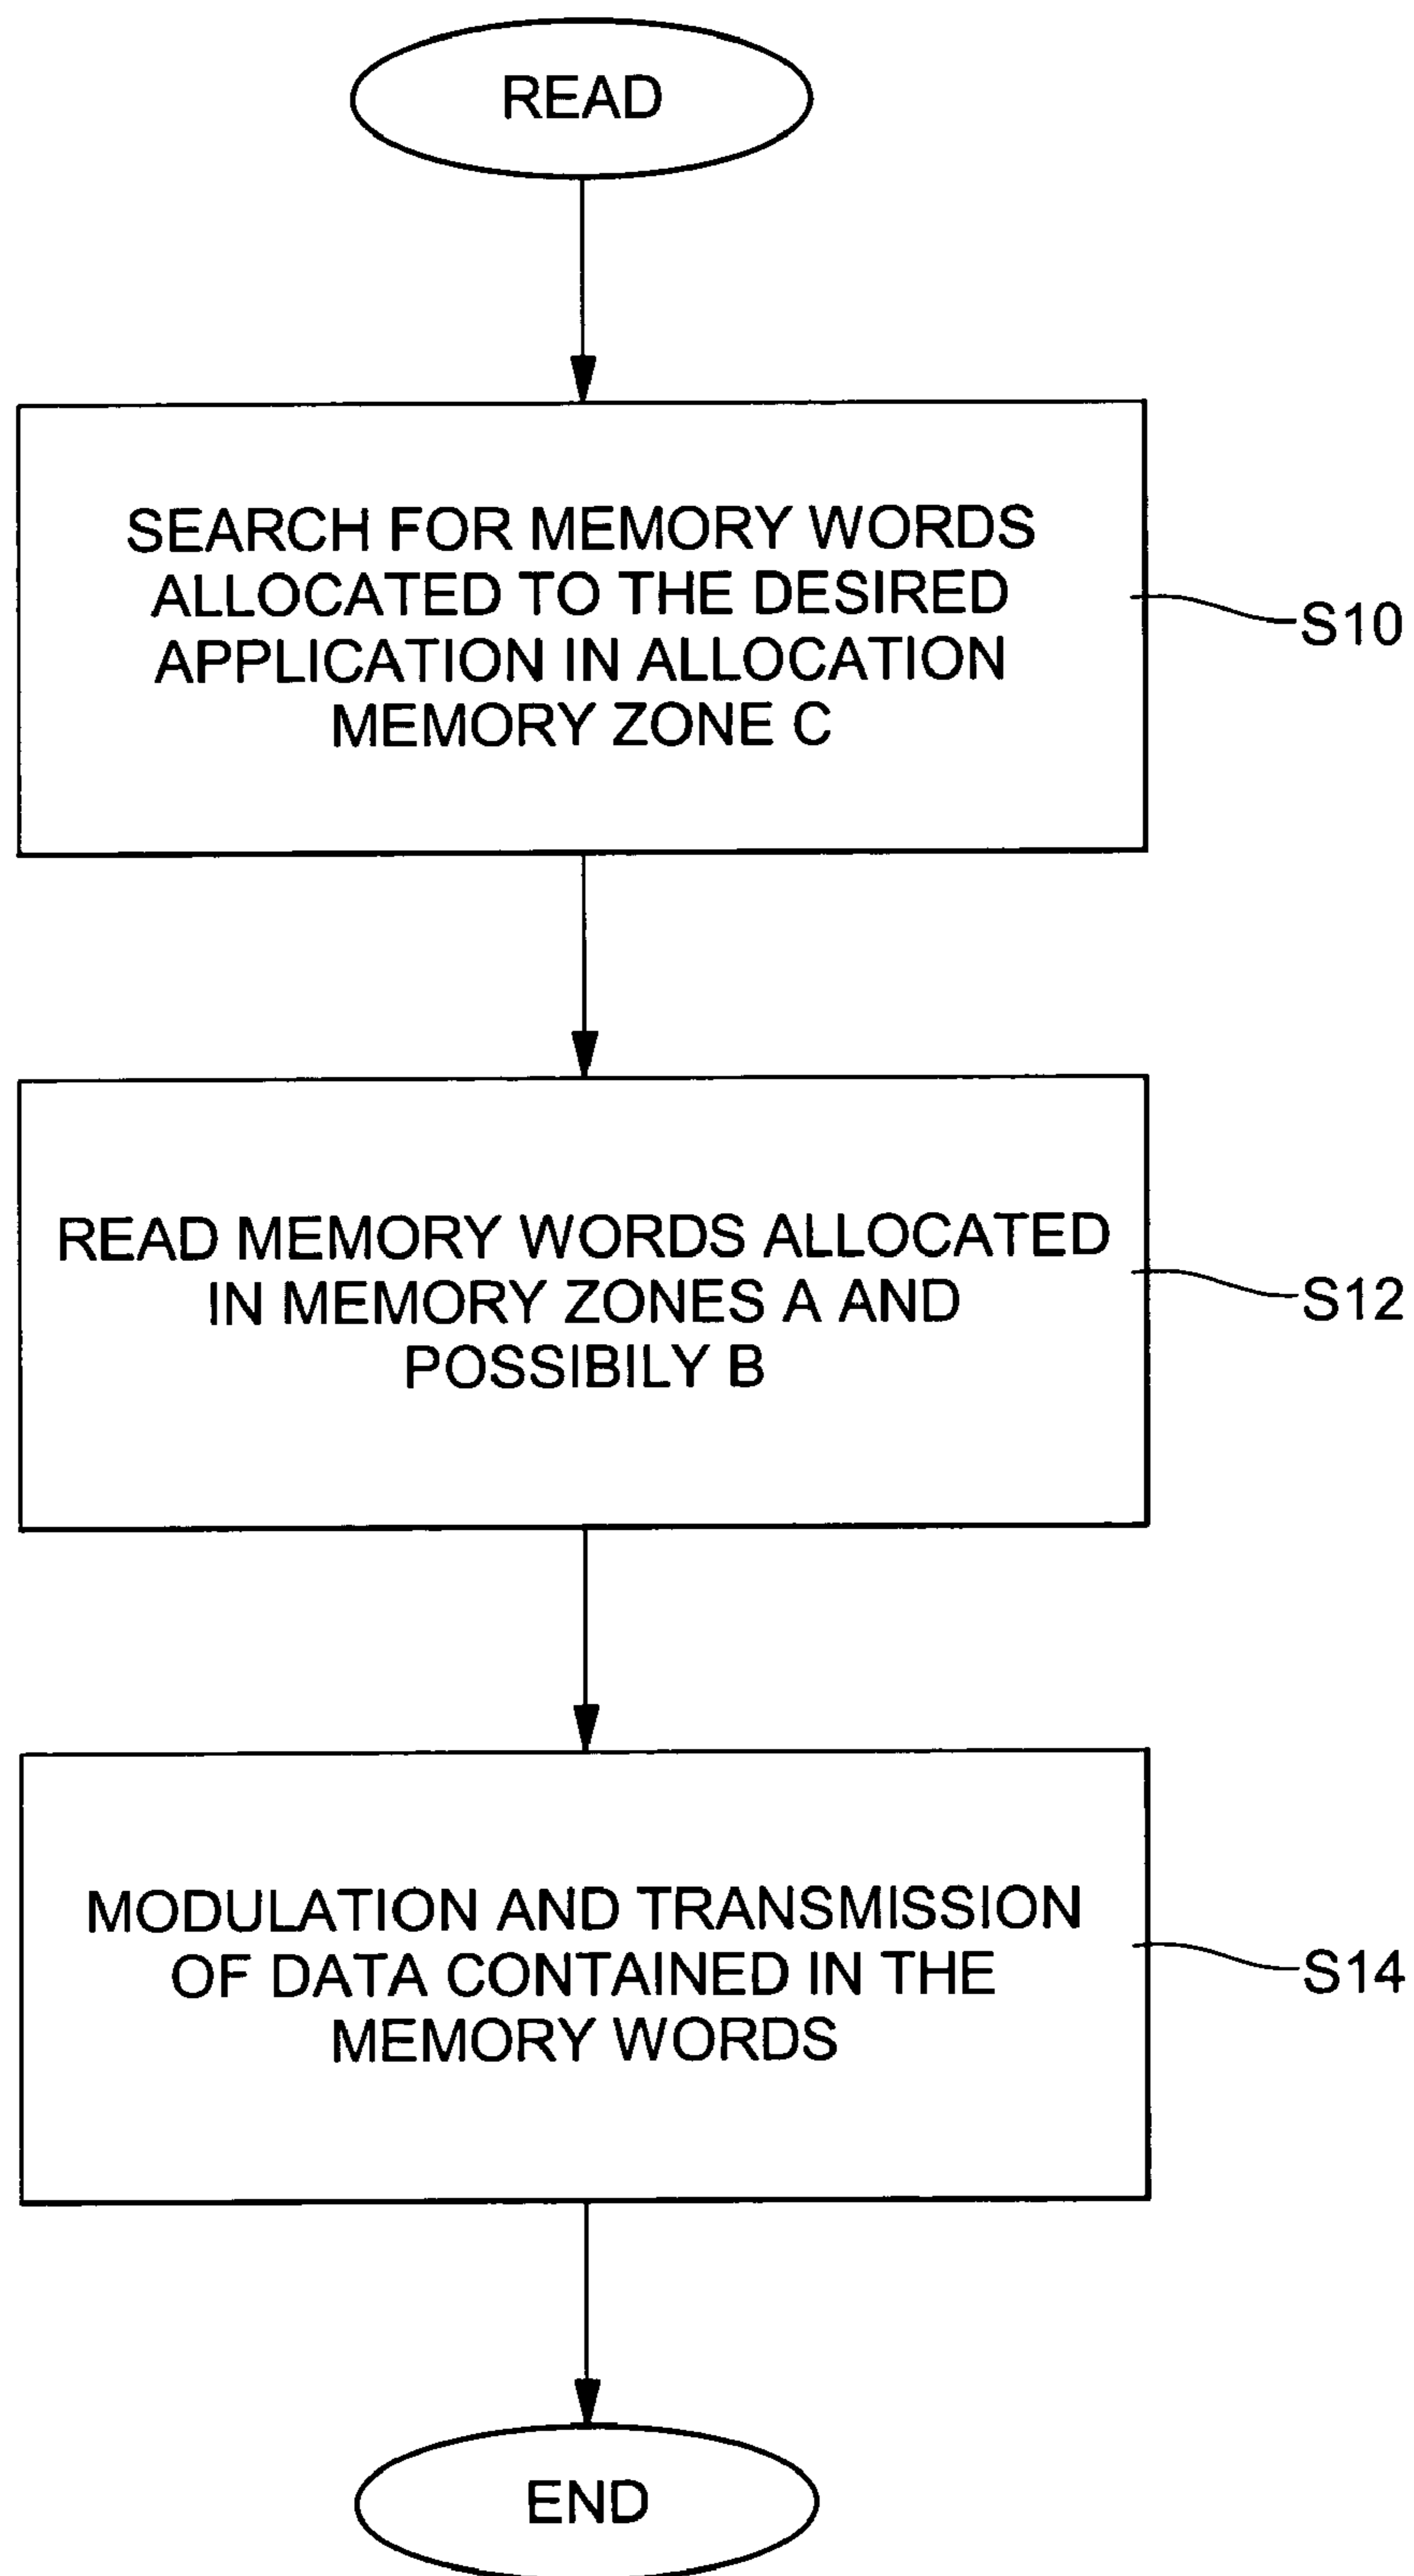 READ
SEARCH FOR MEMORY WORDS
ALLOCATED TO THE DESIRED
APPLICATION IN ALLOCATION
MEMORY ZONE C
S10
READ MEMORY WORDS ALLOCATED
IN MEMORY ZONES A AND
POSSIBILY B
S12
MODULATION AND TRANSMISSION
OF DATA CONTAINED IN THE
MEMORY WORDS
S14
END